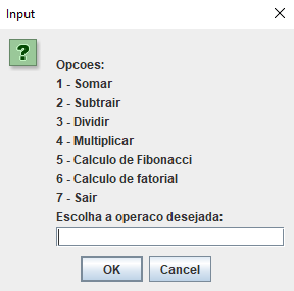 Input
Opcoes:
1 - Somar
2 - Subtrair
3 - Dividir
4 - Multiplicar
5 - Calculo de Fibonacci
6 - Calculo de fatorial
7 - Sair
Escolha a operaco desejada:
OK Cancel